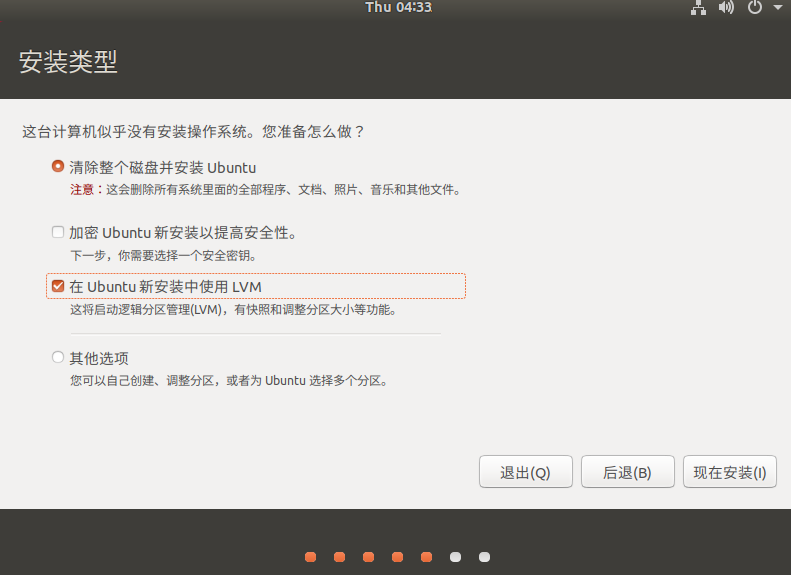 Thu 04:33
安装类型
这台计算机似乎没有安装操作系统。您准备怎么做？
清除整个磁盘并安装 Ubuntu
注意：这会删除所有系统里面的全部程序、文档、照片、音乐和其他文件。
加密 Ubuntu 新安装以提高安全性。
下一步，你需要选择一个安全密钥。
在 Ubuntu 新安装中使用 LVM
这将启动逻辑分区管理(LVM)，有快照和调整分区大小等功能。
其他选项
您可以自己创建、调整分区，或者为 Ubuntu 选择多个分区。
退出(Q) 后退(B) 现在安装(I)